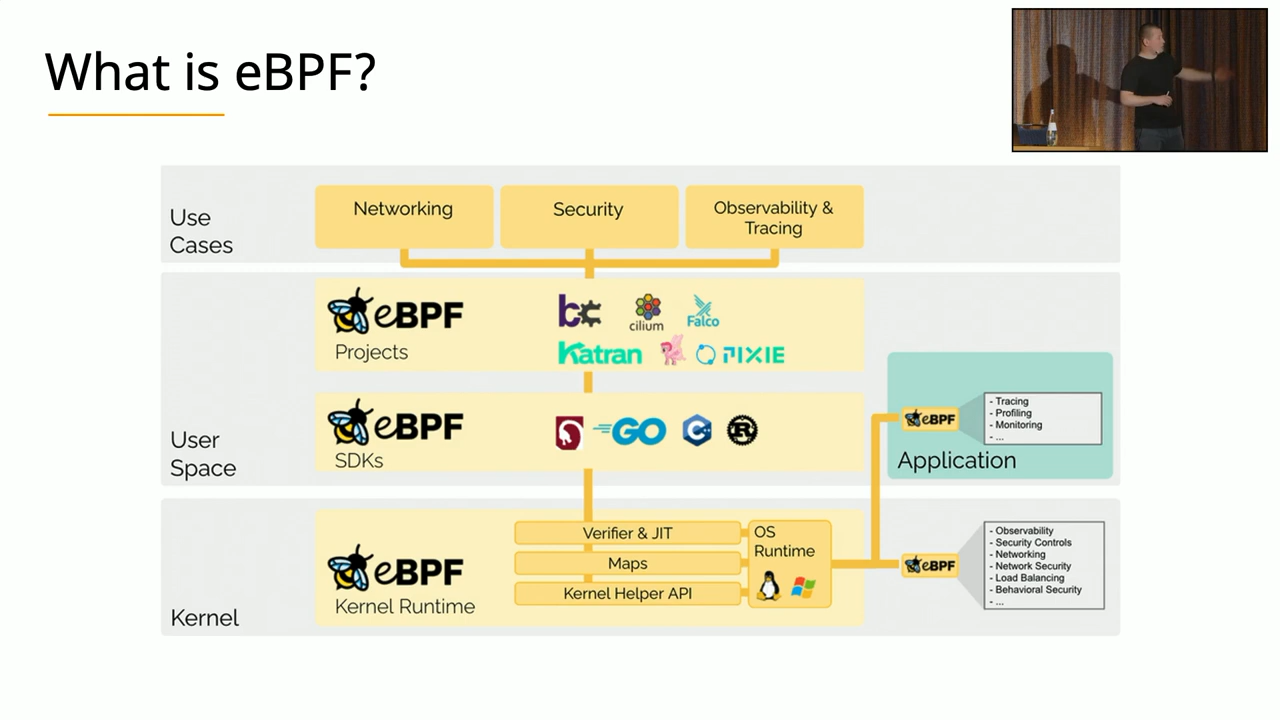 What is eBPF?
Use
Cases
Networking
Security
Observability &
Tracing
User
Space
eBPF
Projects
bcc
cilium
Falco
Katran
PIXIE
eBPF
SDKs
GO
C++
R
eBPF
- Tracing
- Profiling
- Monitoring
- ...
Application
Kernel
eBPF
Kernel Runtime
Verifier & JIT
Maps
Kernel Helper API
OS
Runtime
eBPF
- Observability
- Security Controls
- Networking
- Network Security
- Load Balancing
- Behavioral Security
- ...